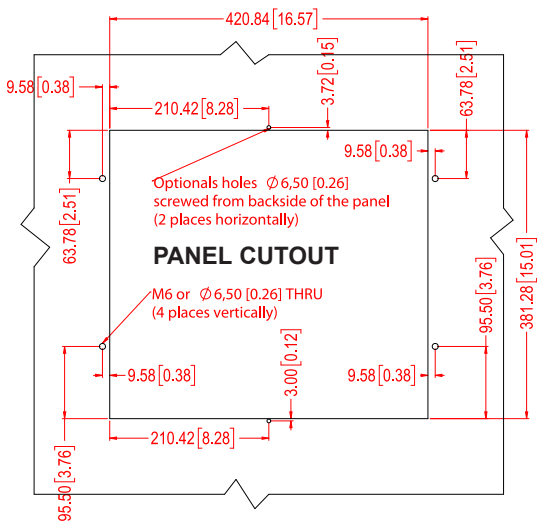 420.84 [16.57]
9.58 [0.38]
210.42 [8.28]
3.72 [0.15]
63.78 [2.51]
9.58 [0.38]
63.78 [2.51]
Optionals holes Ø 6,50 [0.26]
screwed from backside of the panel
(2 places horizontally)
PANEL CUTOUT
381.28 [15.01]
M6 or Ø 6,50 [0.26] THRU
(4 places vertically)
95.50 [3.76]
3.00 [0.12]
9.58 [0.38]
9.58 [0.38]
210.42 [8.28]
95.50 [3.76]